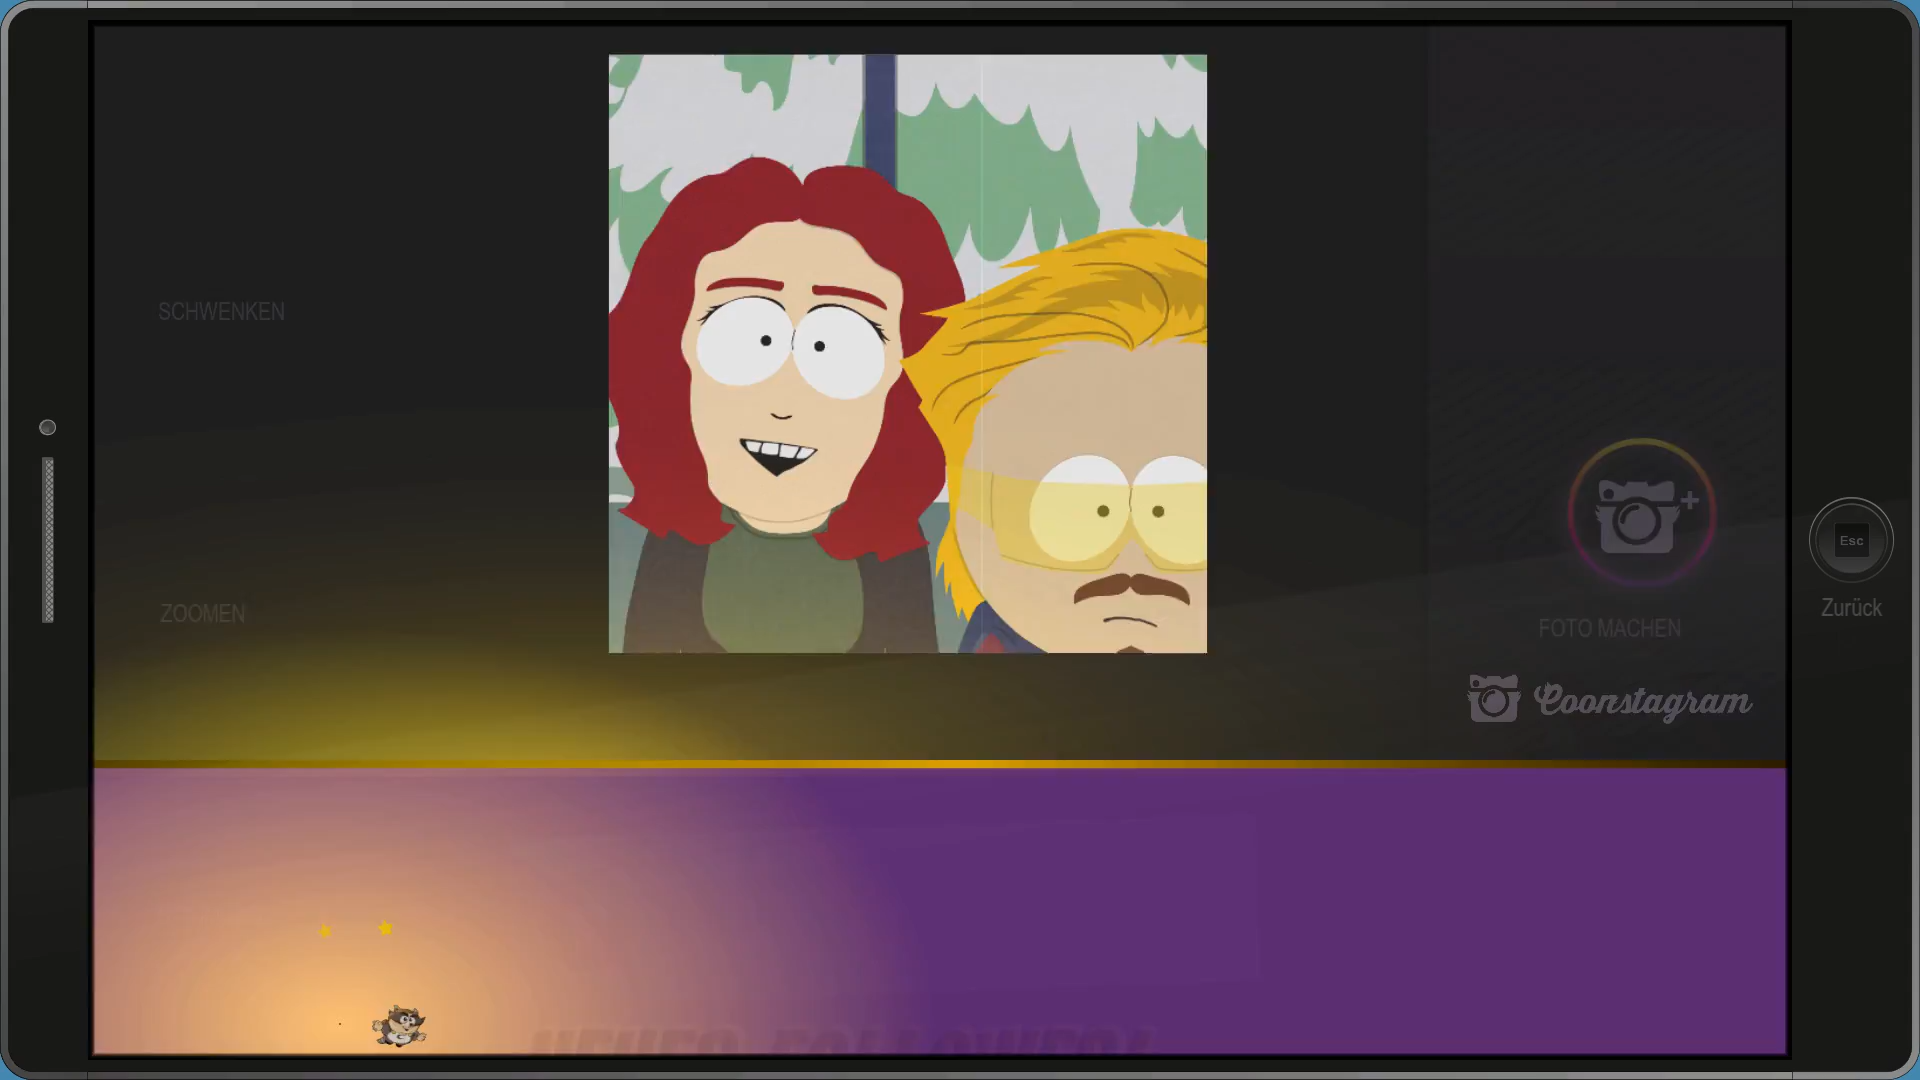 SCHWENKEN
Esc
Zurück
ZOOMEN
FOTO MACHEN
Coonstagram